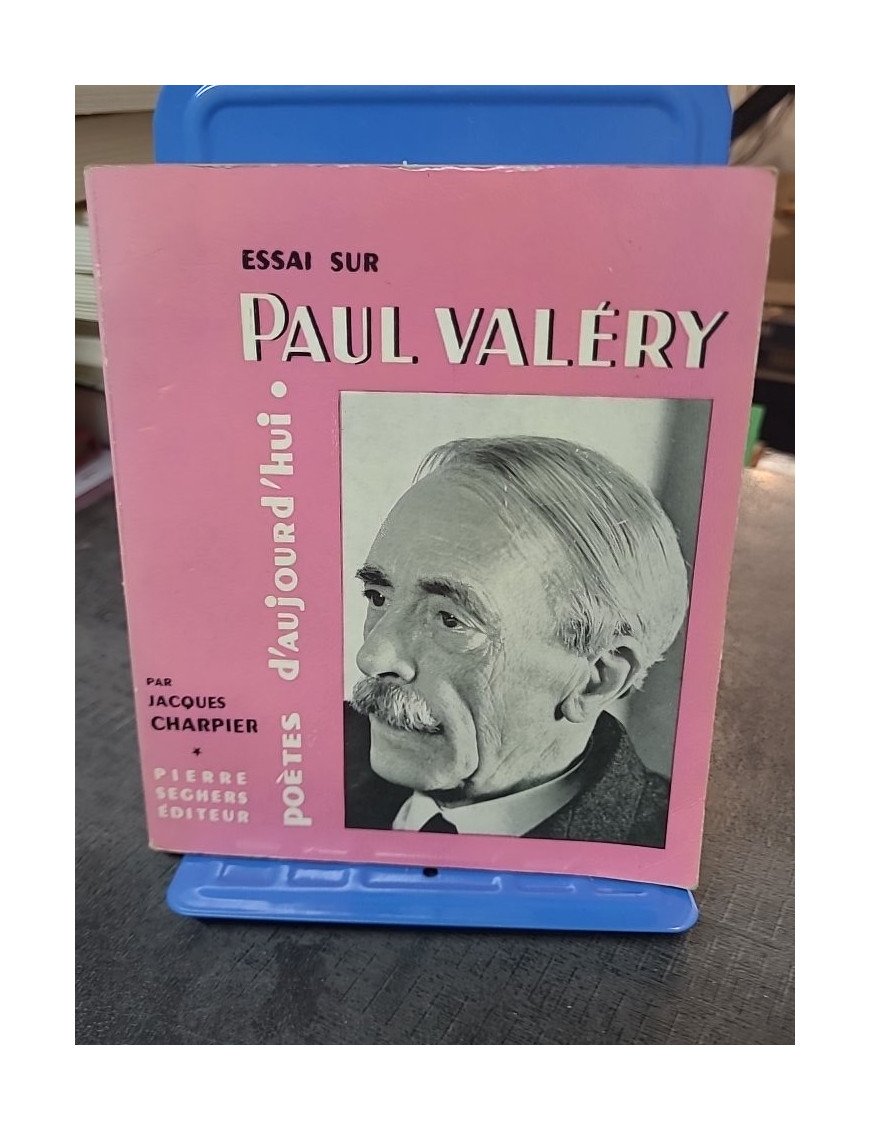 ESSAI SUR
PAUL VALÉRY
POÈTES d'AUJOURD'HUI.
PAR
JACQUES
CHARPIER
*
PIERRE
SEGHERS
ÉDITEUR